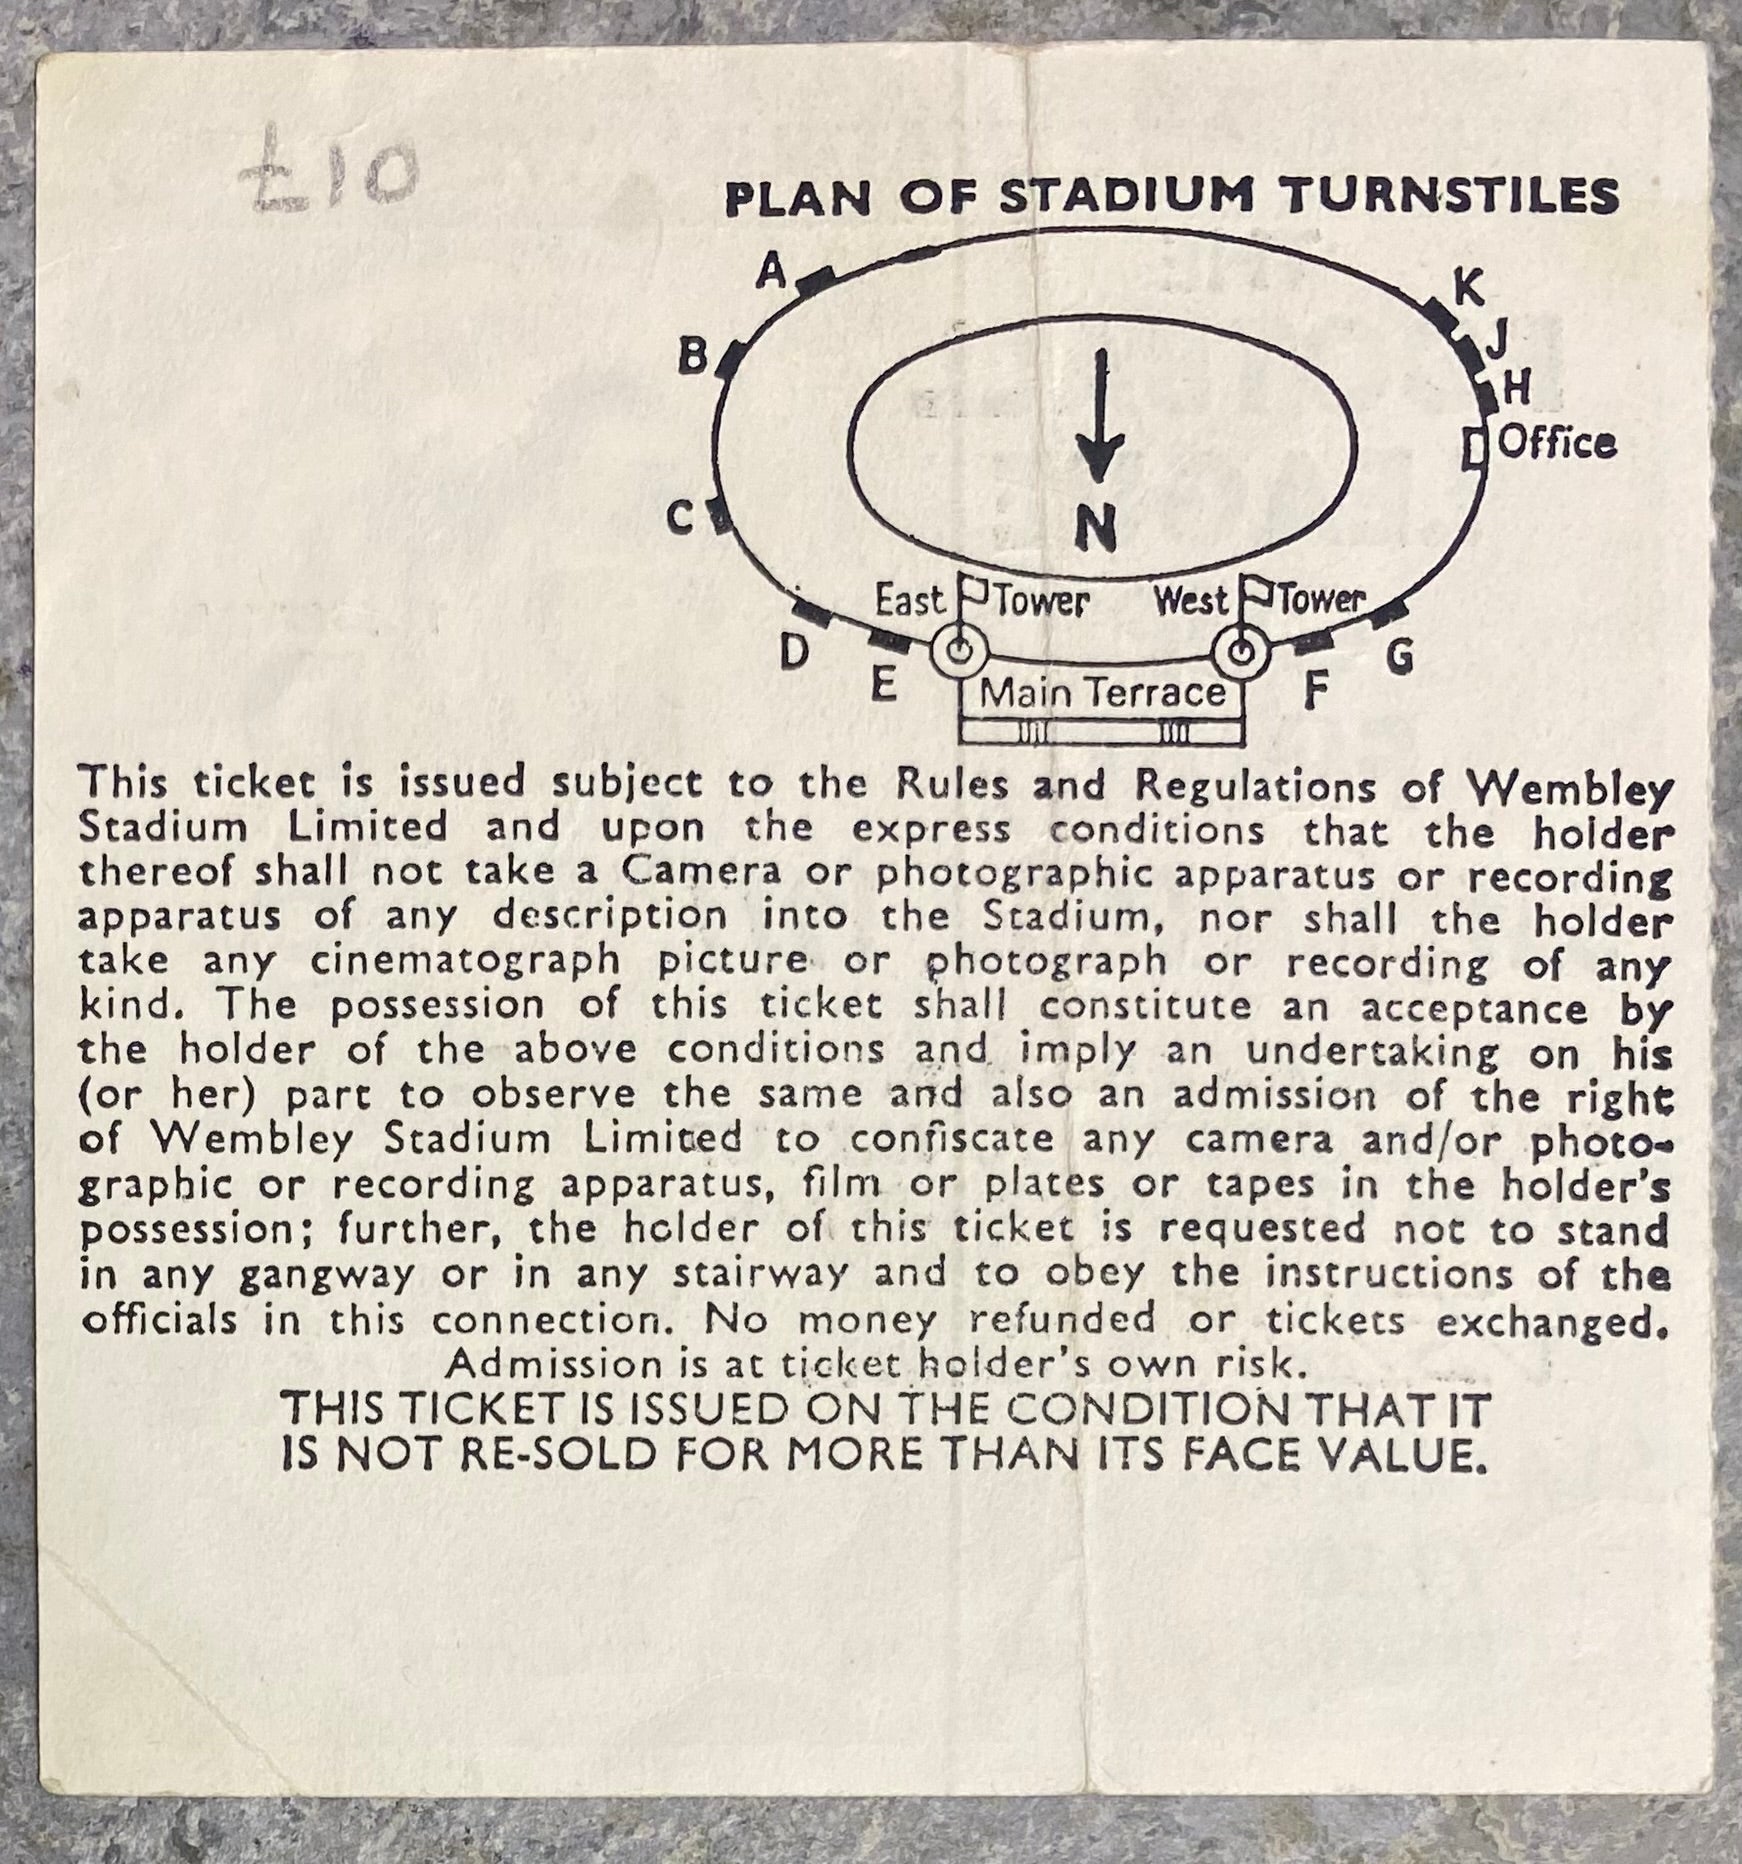 £10
PLAN OF STADIUM TURNSTILES
A
K
B
J
H
Office
C
N
East Tower
West Tower
D
E
Main Terrace
F
G
This ticket is issued subject to the Rules and Regulations of Wembley
Stadium Limited and upon the express conditions that the holder
thereof shall not take a Camera or photographic apparatus or recording
apparatus of any description into the Stadium, nor shall the holder
take any cinematograph picture or photograph or recording of any
kind. The possession of this ticket shall constitute an acceptance by
the holder of the above conditions and imply an undertaking on his
(or her) part to observe the same and also an admission of the right
of Wembley Stadium Limited to confiscate any camera and/or photo-
graphic or recording apparatus, film or plates or tapes in the holder's
possession; further, the holder of this ticket is requested not to stand
in any gangway or in any stairway and to obey the instructions of the
officials in this connection. No money refunded or tickets exchanged.
Admission is at ticket holder's own risk.
THIS TICKET IS ISSUED ON THE CONDITION THAT IT
IS NOT RE-SOLD FOR MORE THAN ITS FACE VALUE.